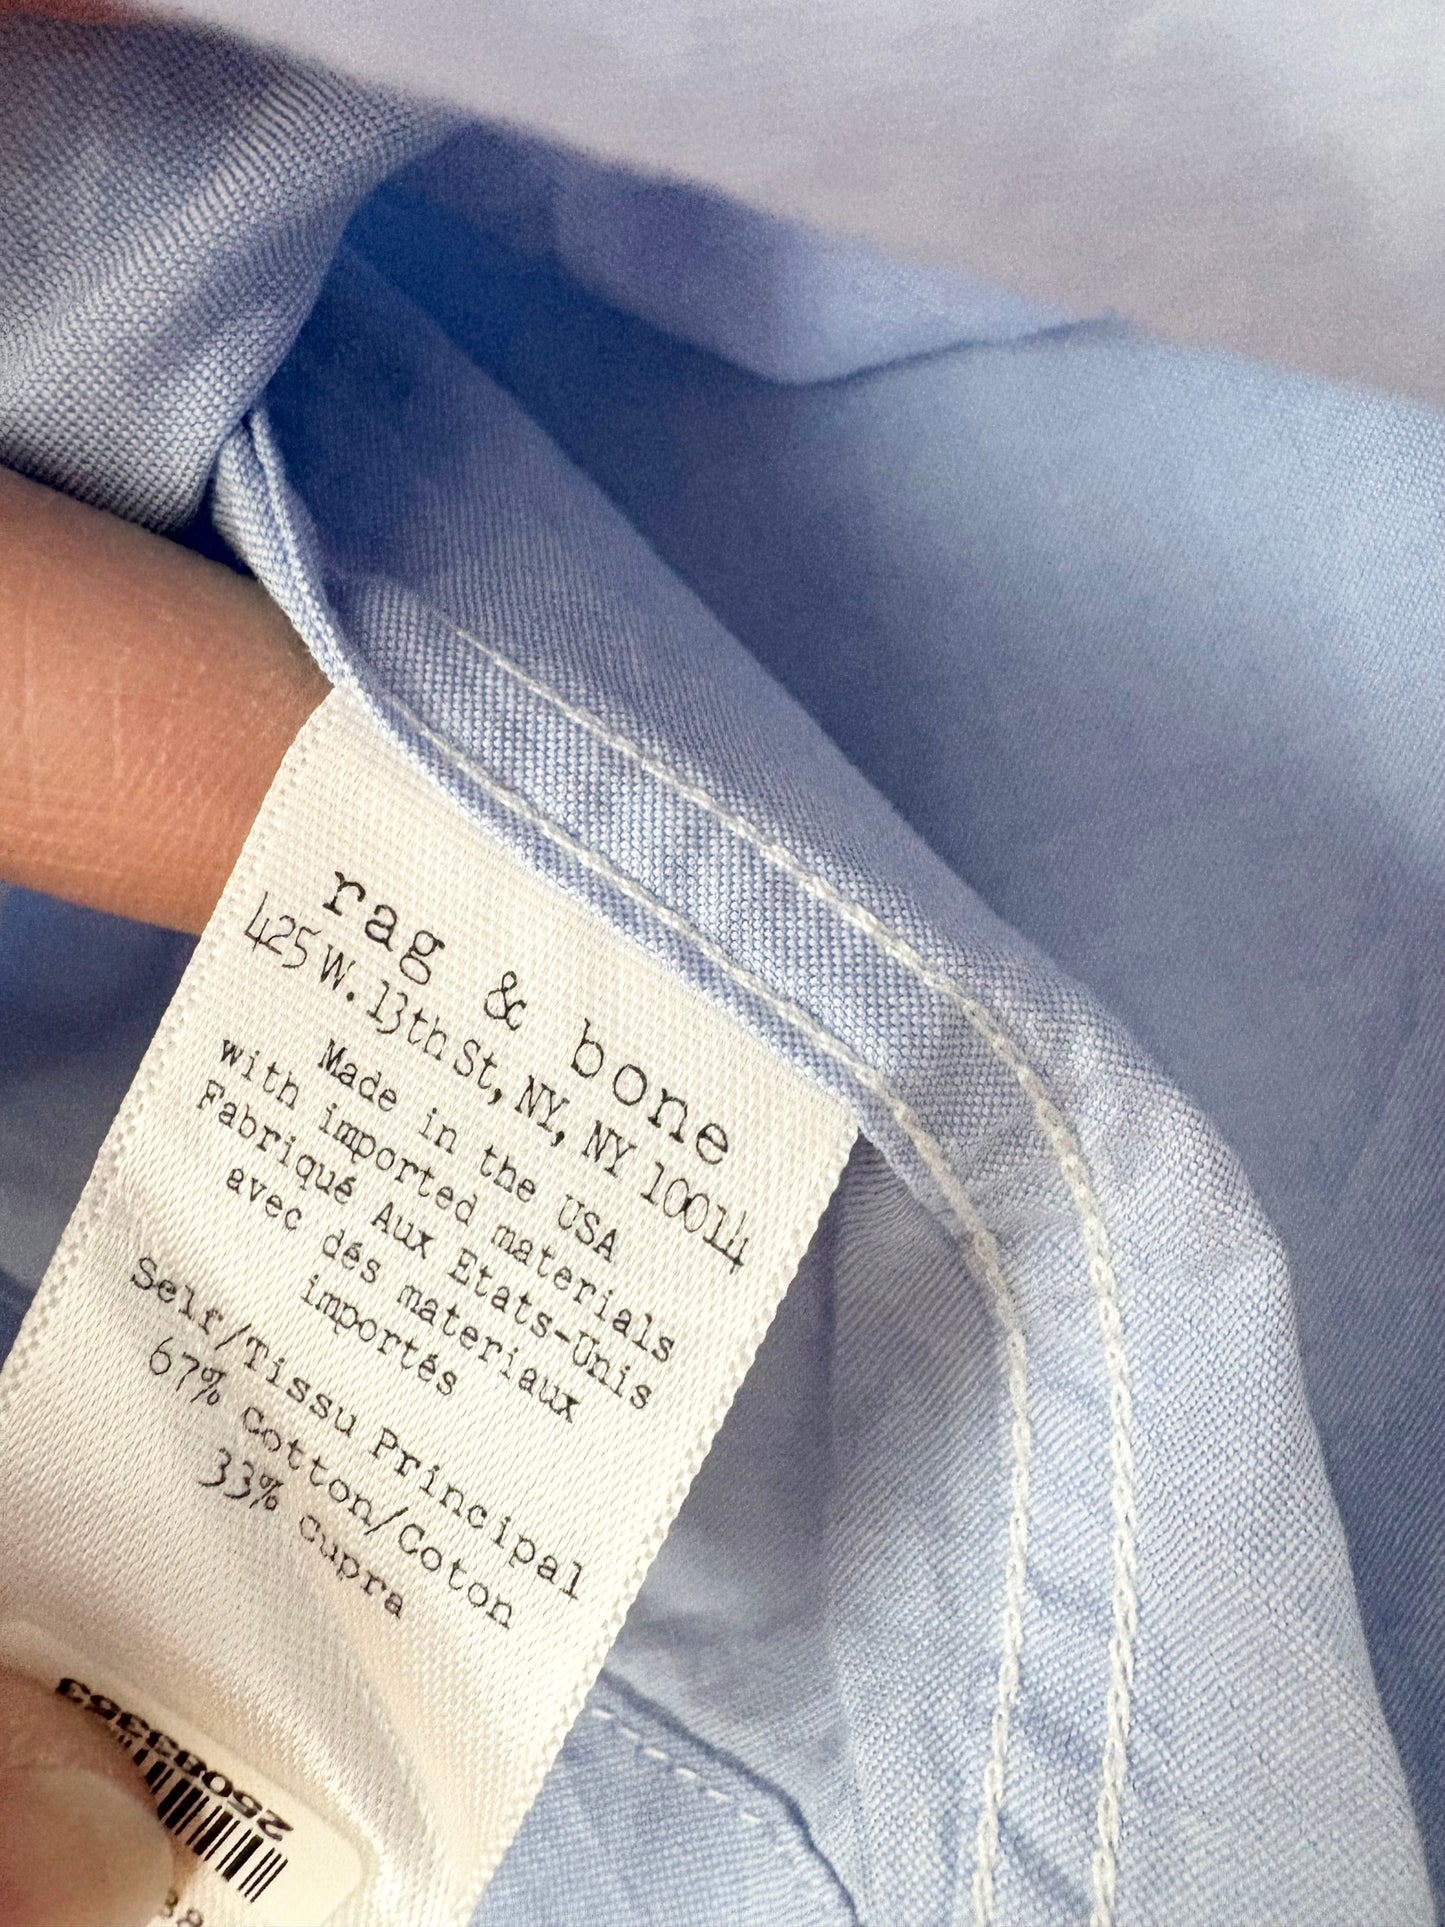 rag & bone
425 W. 13th St, NY, NY 10014
Made in the USA
with imported materials
Fabriqué Aux Etats-Unis
avec dés materiaux
importés
Self/Tissu Principal
67% Cotton/Coton
33% Cupra